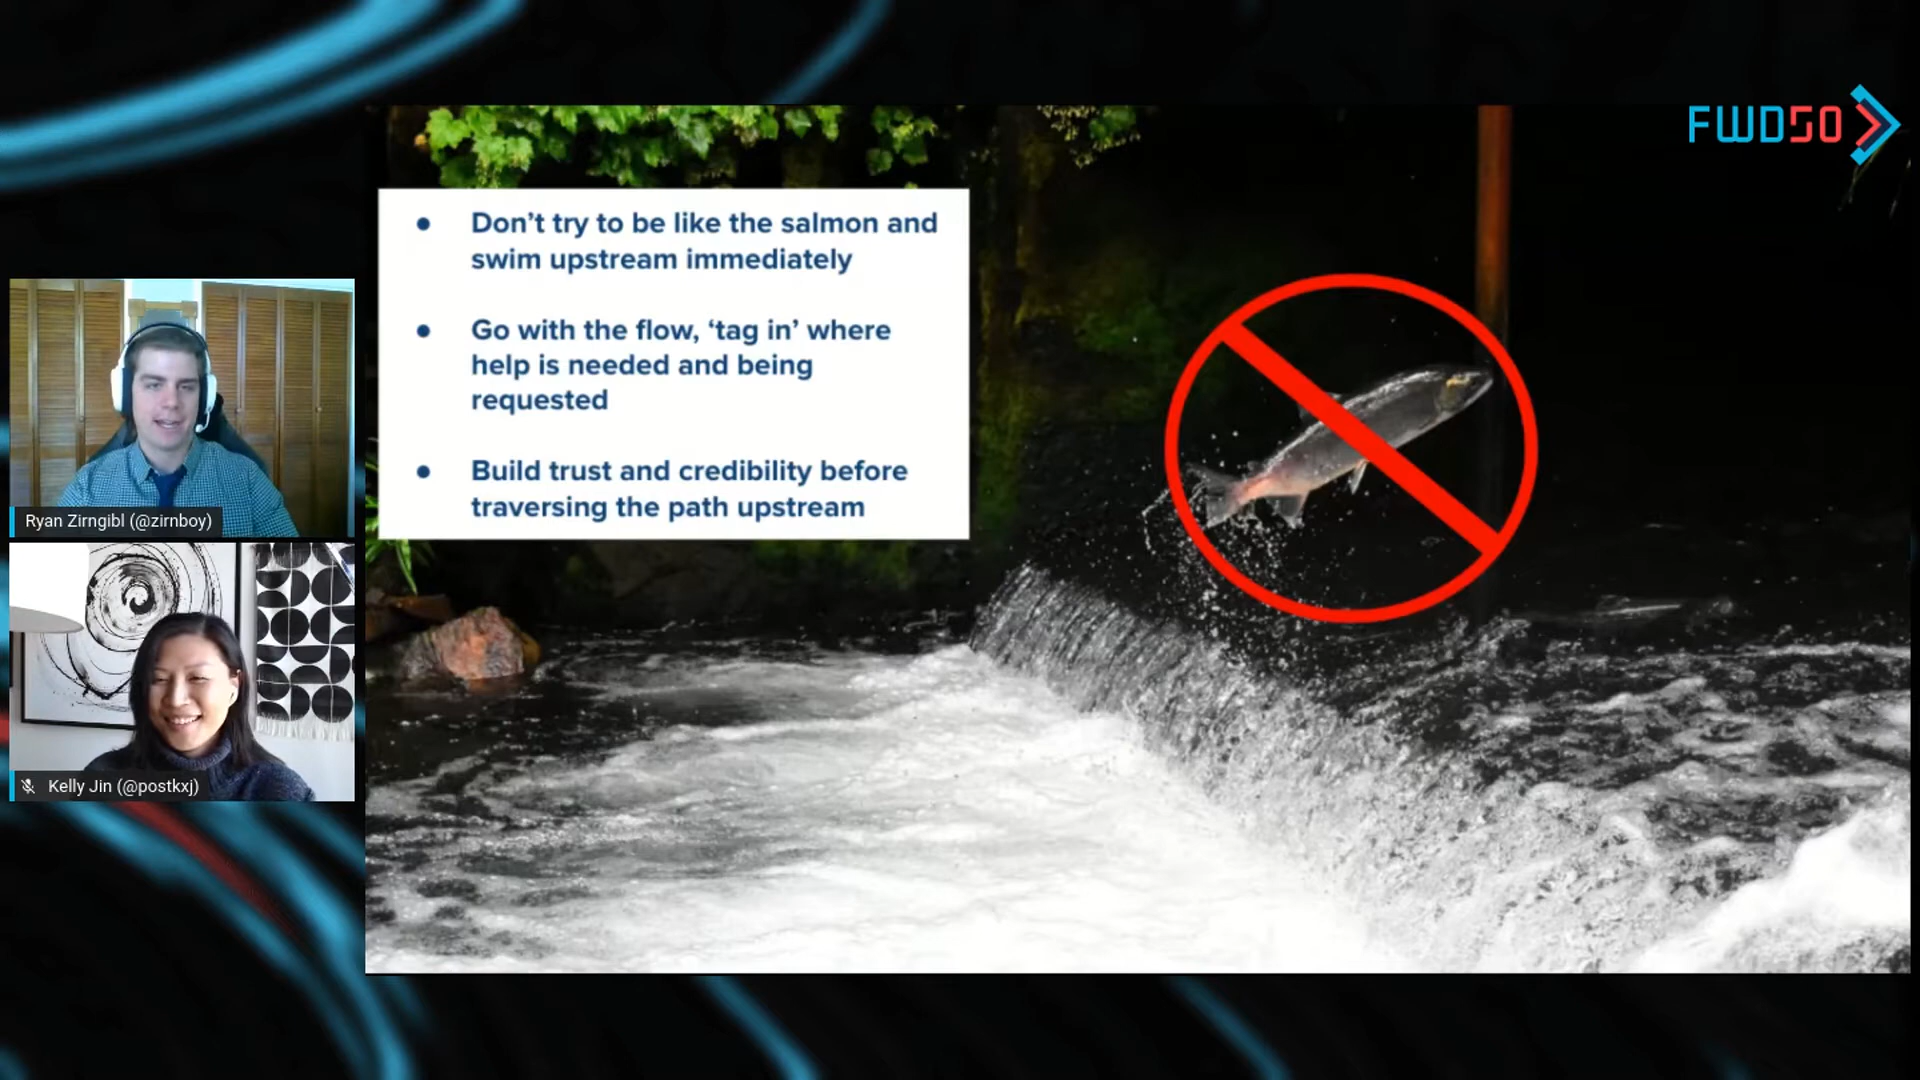 FWD50
Don’t try to be like the salmon and
swim upstream immediately
Go with the flow, ‘tag in’ where
help is needed and being
requested
Build trust and credibility before
traversing the path upstream
Ryan Zirngibl (@zirnboy)
Kelly Jin (@postkxj)